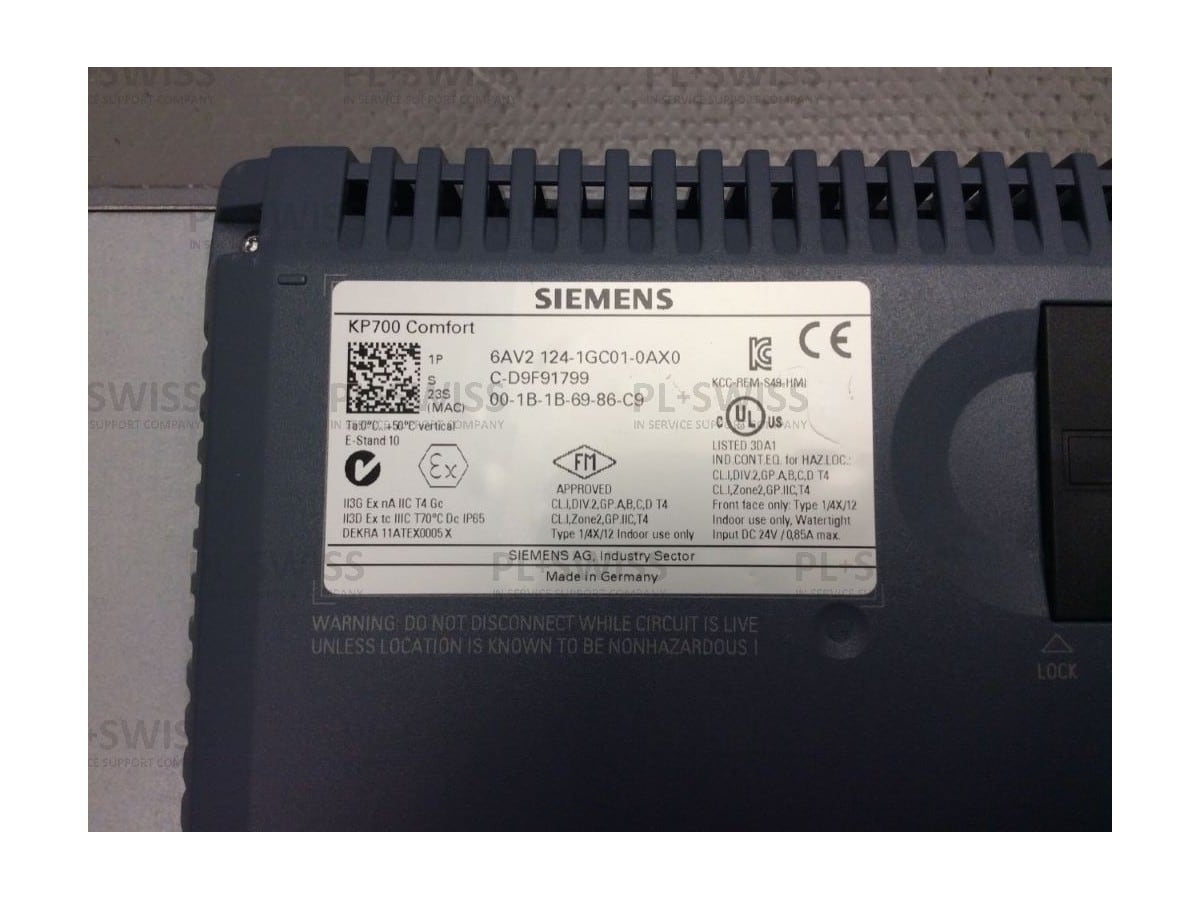 SIEMENS
KP700 Comfort
1P 6AV2 124-1GC01-0AX0
S C-D9F91799
23S 00-1B-1B-69-86-C9
(MAC)
KCC-REM-S49-HMI
Ta:0°C...+50°C vertical
E-Stand 10
C UL US
LISTED 3DA1
IND.CONT.EQ. for HAZ.LOC.:
CL.I,DIV.2,GP.A,B,C,D T4
CL.I,Zone2,GP.IIC,T4
Front face only: Type 1/4X/12
Indoor use only, Watertight
Input DC 24V / 0,85A max.
Ex
FM
APPROVED
CL.I,DIV.2,GP.A,B,C,D T4
CL.I,Zone2,GP.IIC,T4
Type 1/4X/12 Indoor use only
II3G Ex nA IIC T4 Gc
II3D Ex tc IIIC T70°C Dc IP65
DEKRA 11ATEX0005 X
SIEMENS AG, Industry Sector
Made in Germany
WARNING: DO NOT DISCONNECT WHILE CIRCUIT IS LIVE
UNLESS LOCATION IS KNOWN TO BE NONHAZARDOUS !
LOCK
PL+SWISS
IN SERVICE SUPPORT COMPANY